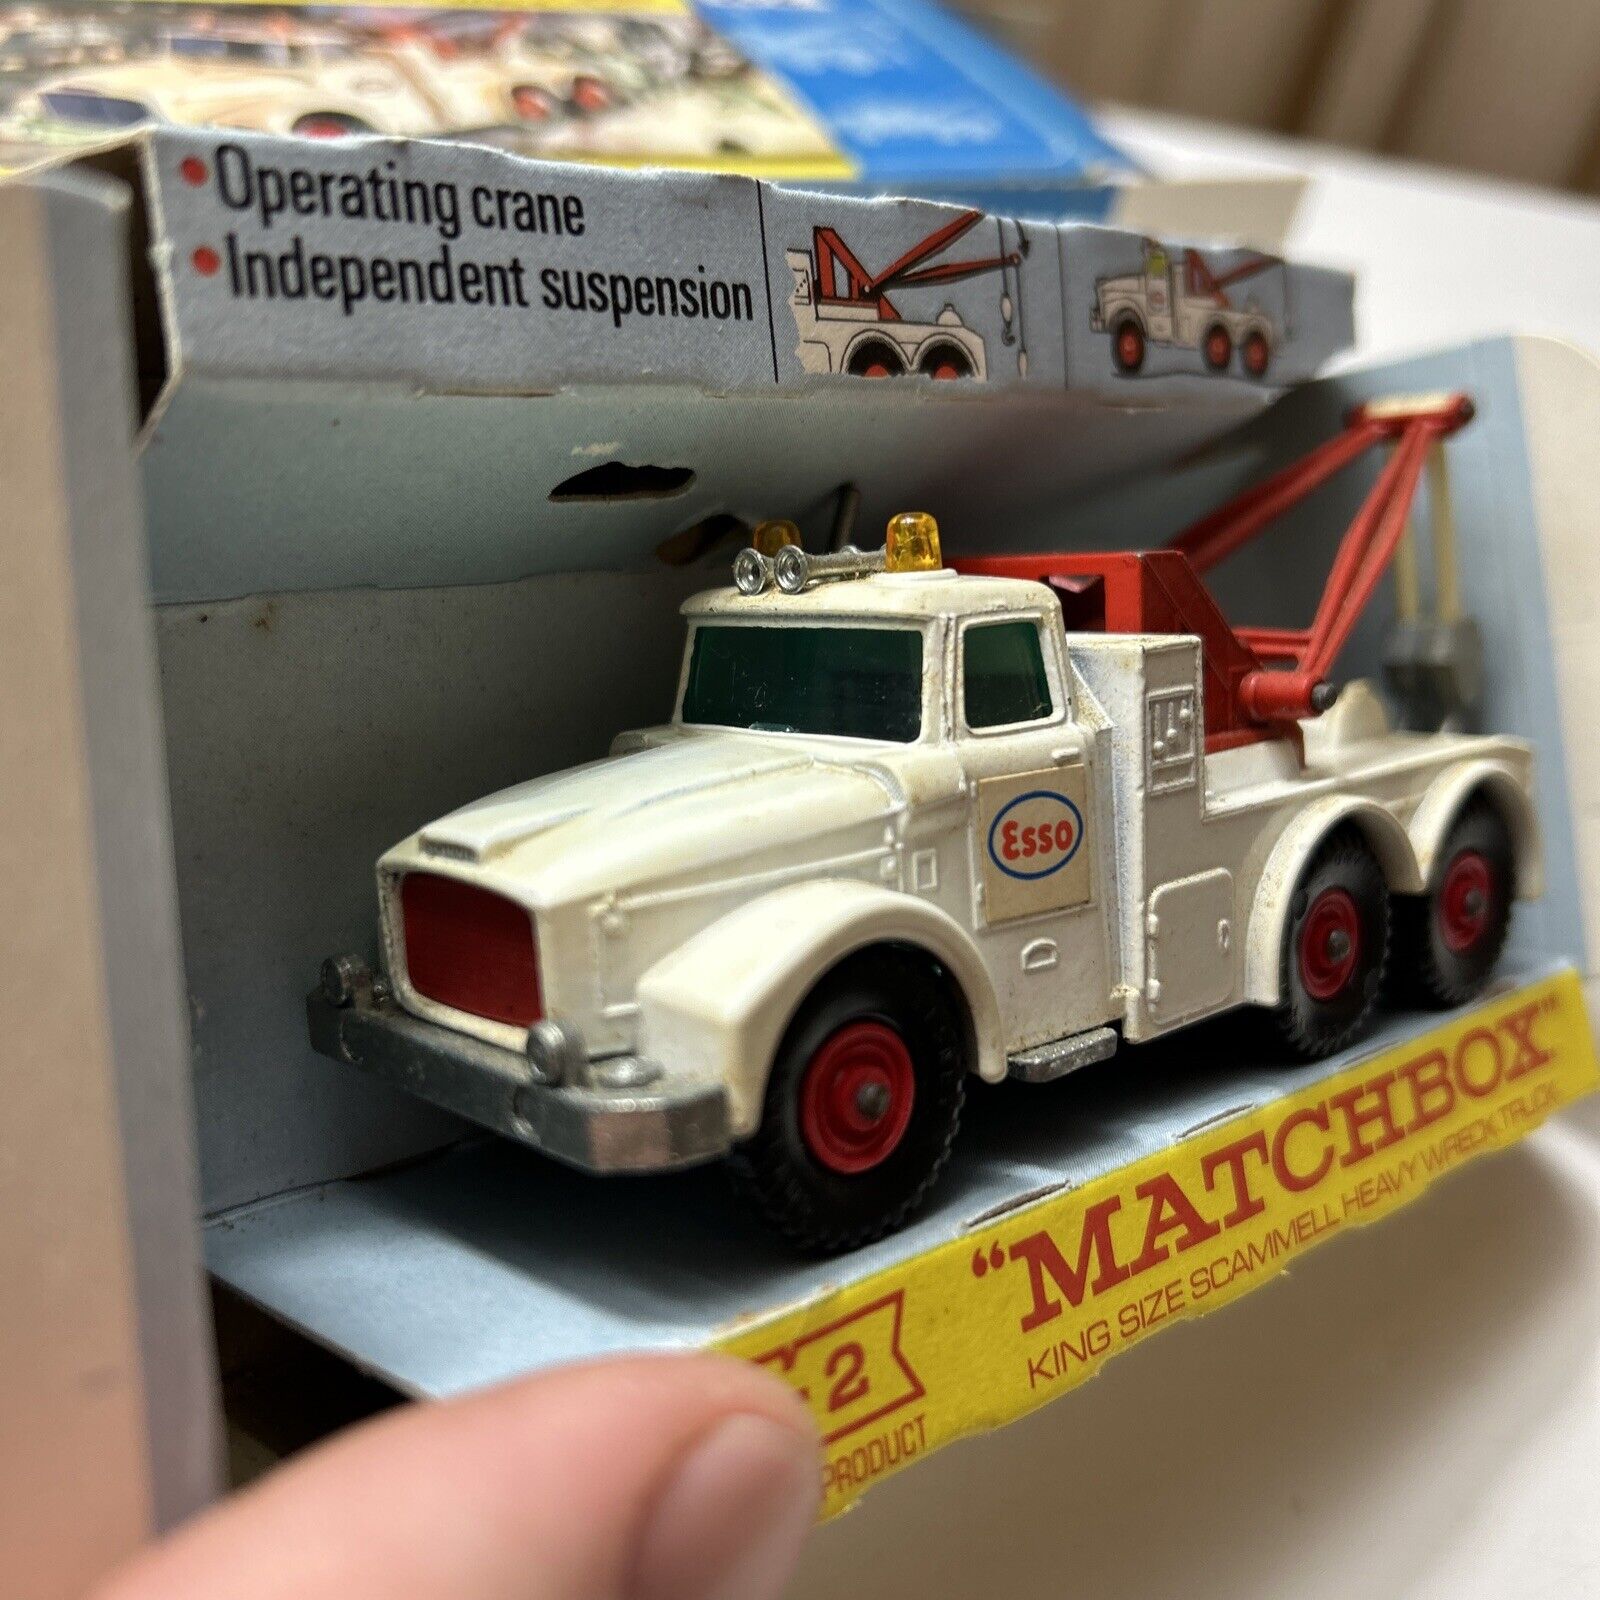 Operating crane
Independent suspension
Esso
"MATCHBOX"
KING SIZE SCAMMELL HEAVY WRECK TRUCK
2
PRODUCT